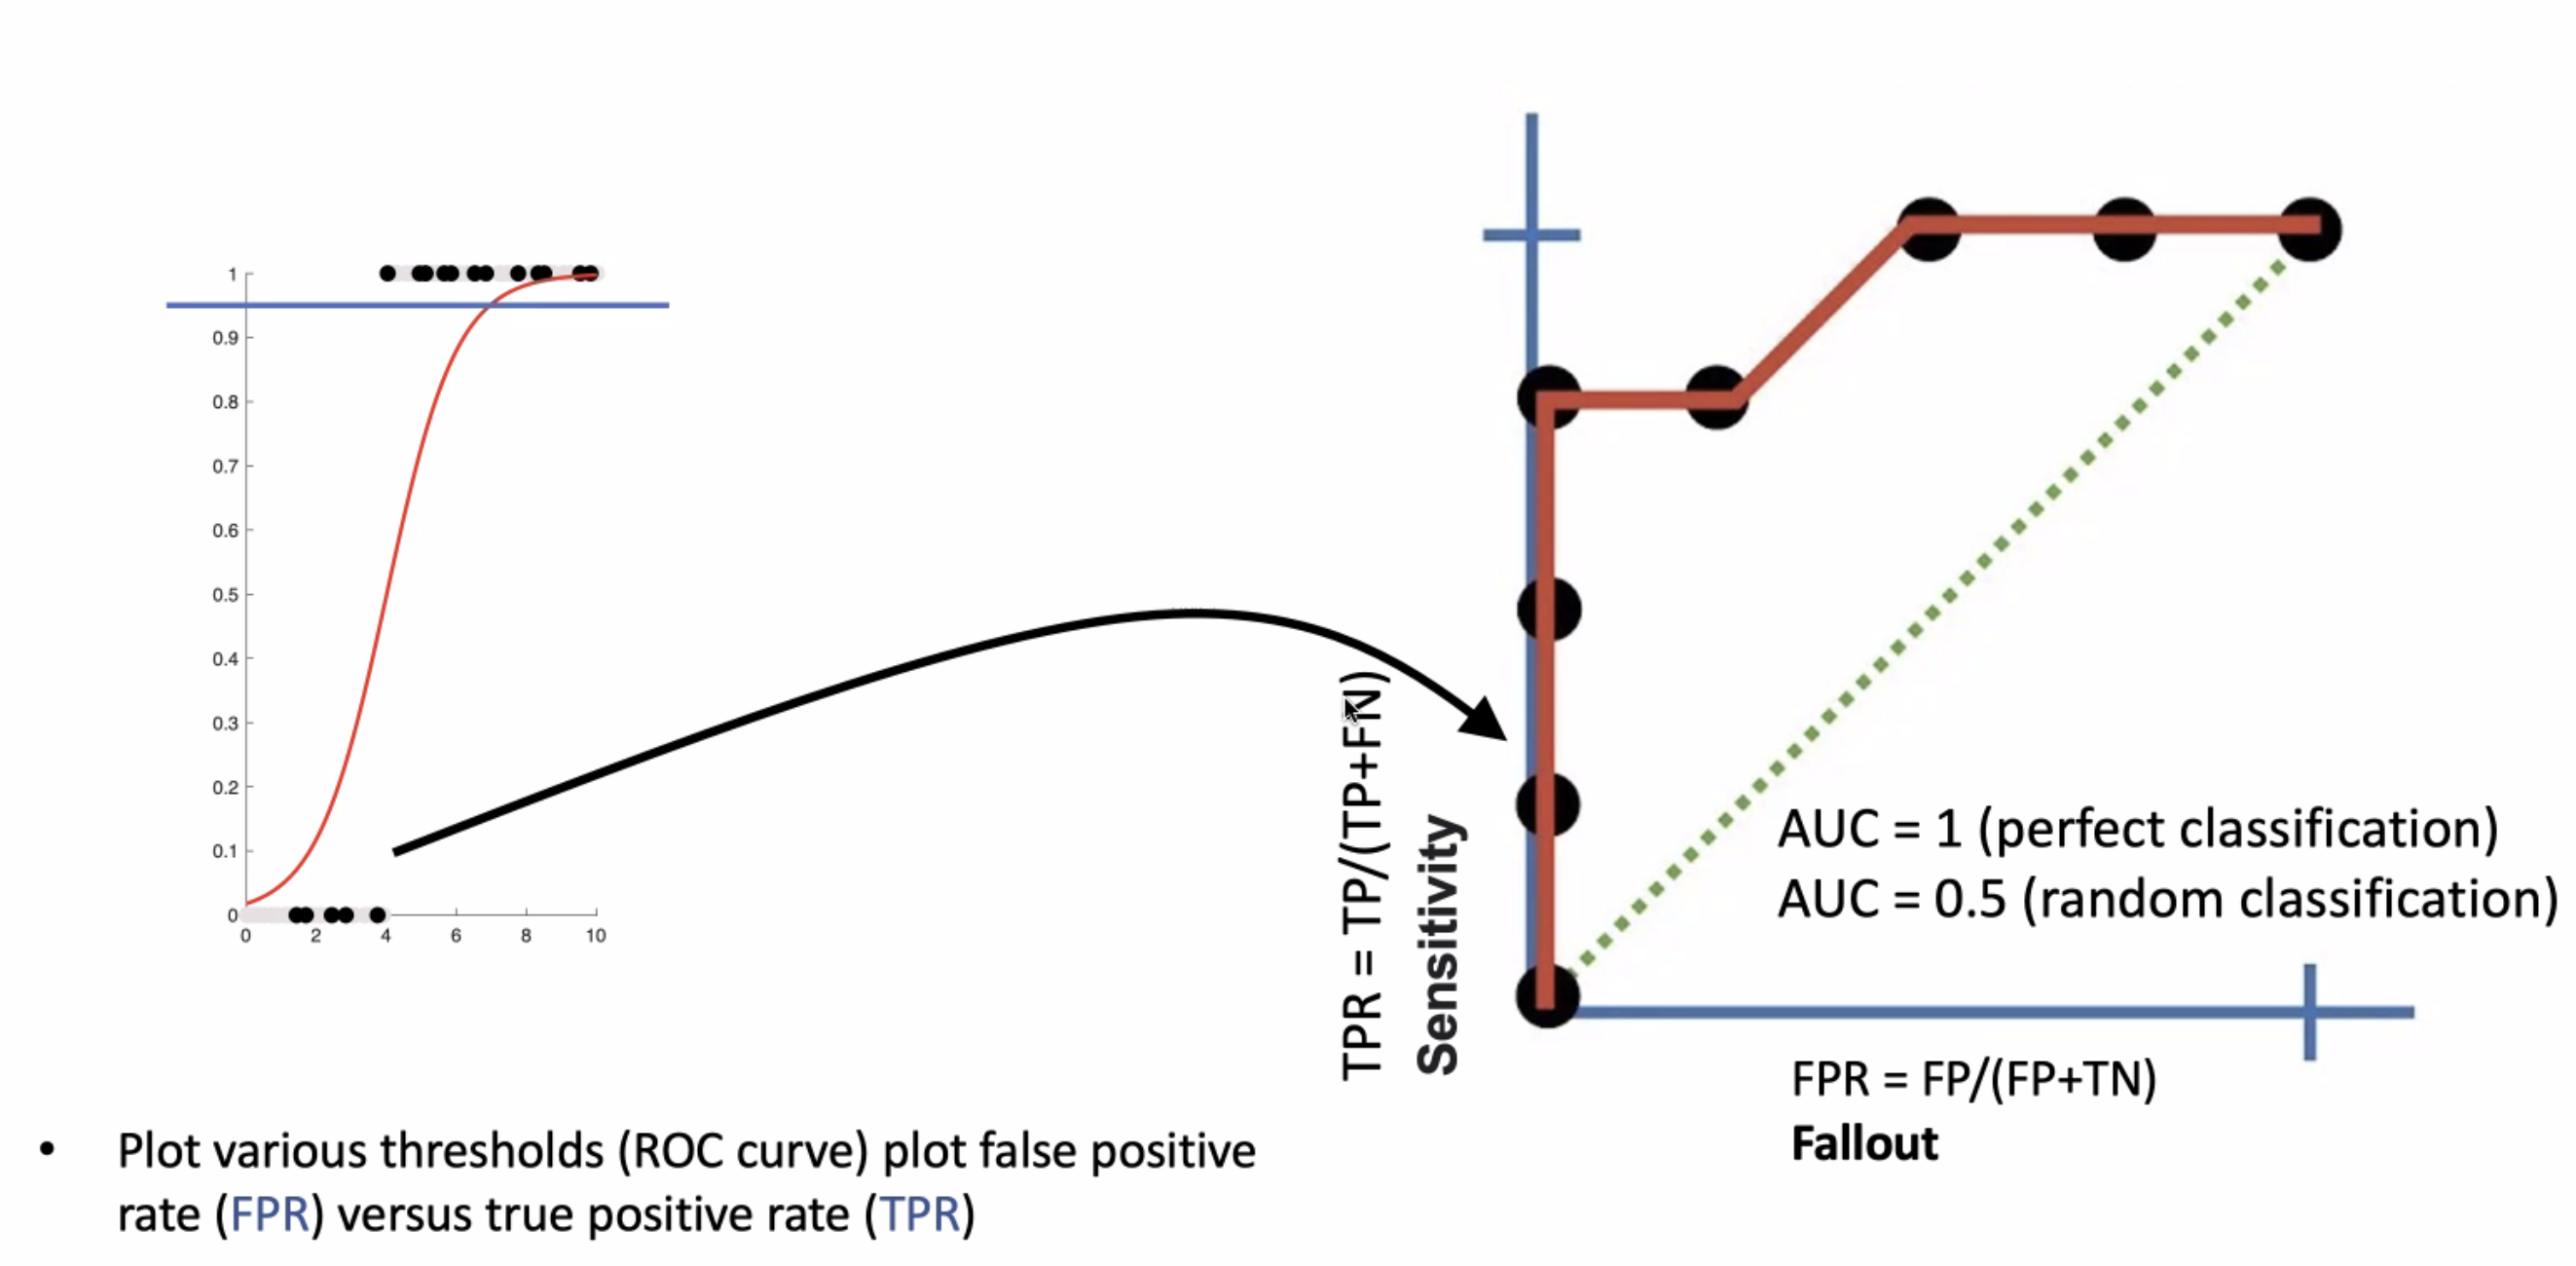 1
0.9
0.8
0.7
0.6
0.5
0.4
0.3
0.2
0.1
0
0 2 4 6 8 10
TPR = TP/(TP+FN)
Sensitivity
AUC = 1 (perfect classification)
AUC = 0.5 (random classification)
FPR = FP/(FP+TN)
Fallout
• Plot various thresholds (ROC curve) plot false positive
rate (FPR) versus true positive rate (TPR)